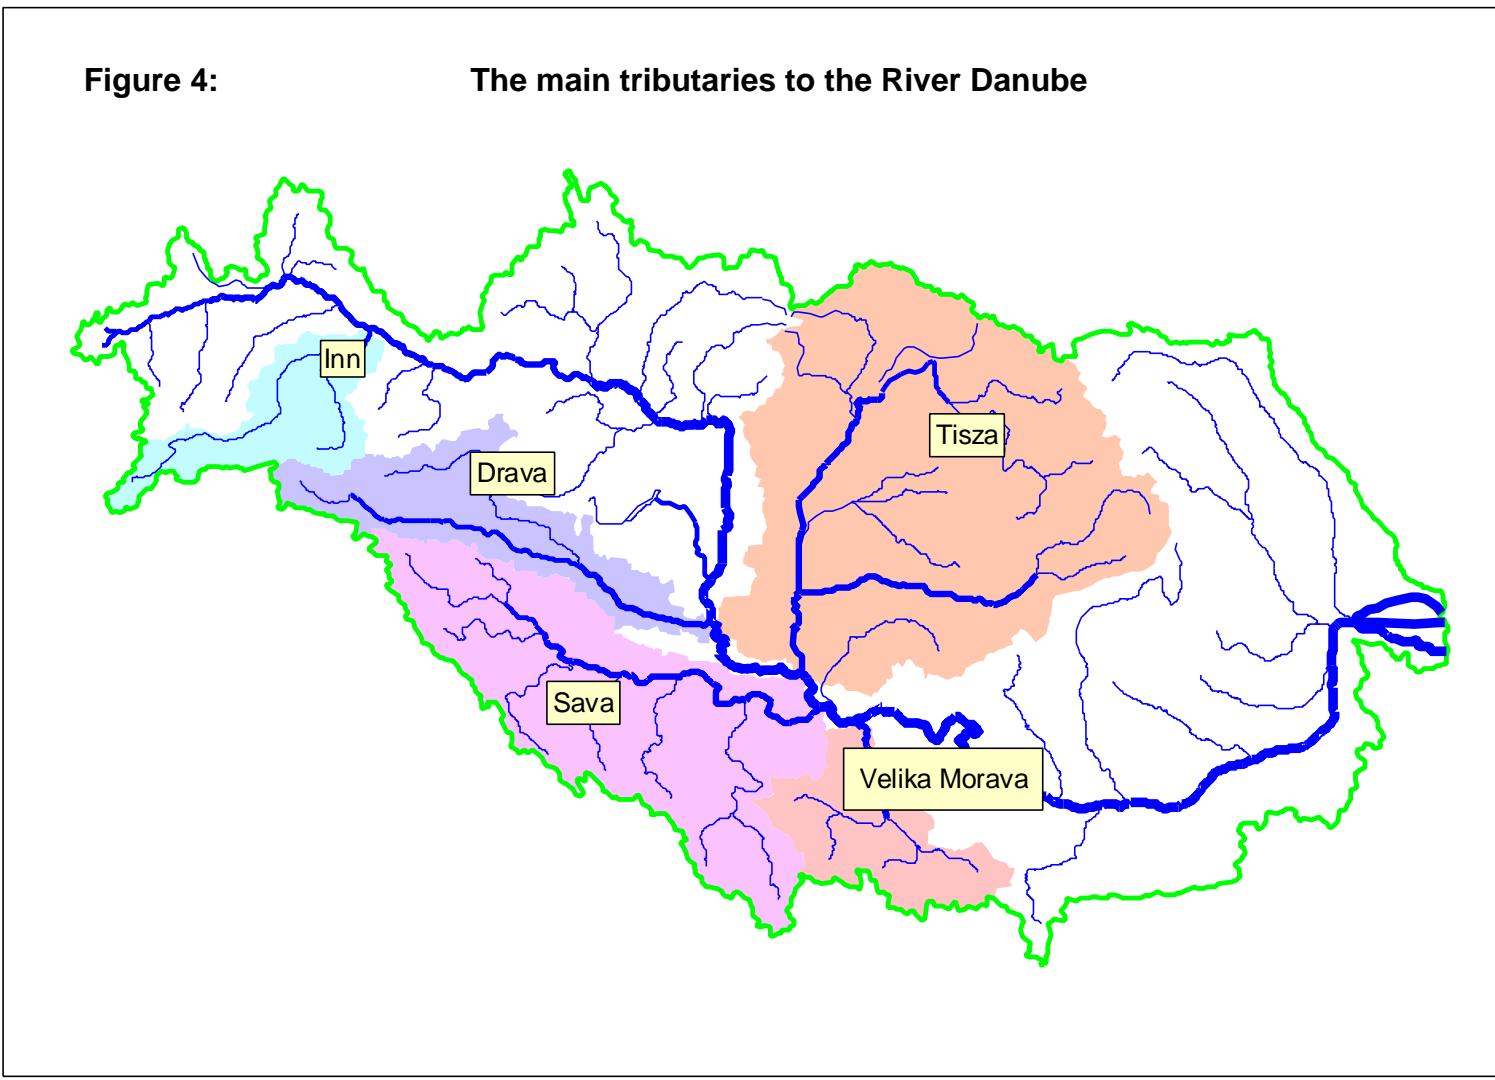 Figure 4: The main tributaries to the River Danube
Inn
Tisza
Drava
Sava
Velika Morava